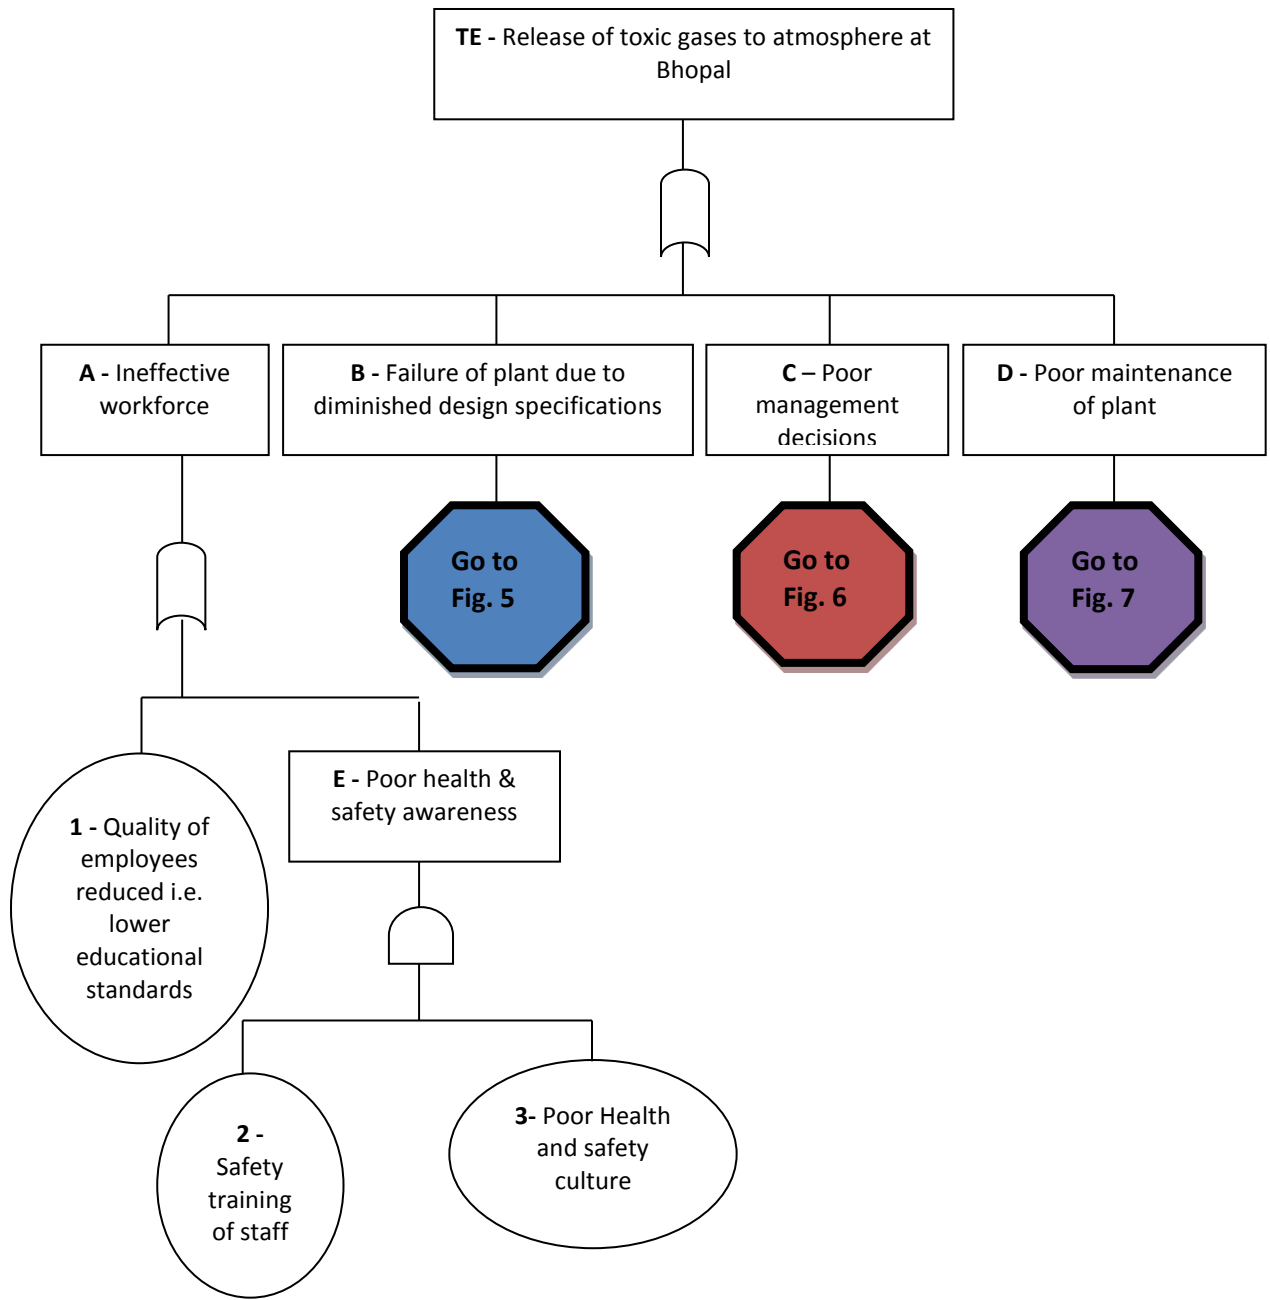 TE - Release of toxic gases to atmosphere at
Bhopal
A - Ineffective
workforce
B - Failure of plant due to
diminished design specifications
C – Poor
management
decisions
D - Poor maintenance
of plant
Go to
Fig. 5
Go to
Fig. 6
Go to
Fig. 7
E - Poor health &
safety awareness
1 - Quality of
employees
reduced i.e.
lower
educational
standards
2 -
Safety
training
of staff
3- Poor Health
and safety
culture